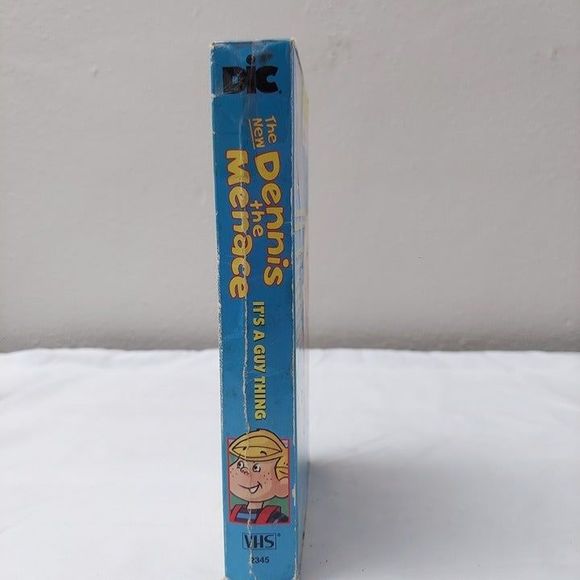 DiC
The
New
Dennis
the
Menace
IT'S A GUY THING
VHS
2345